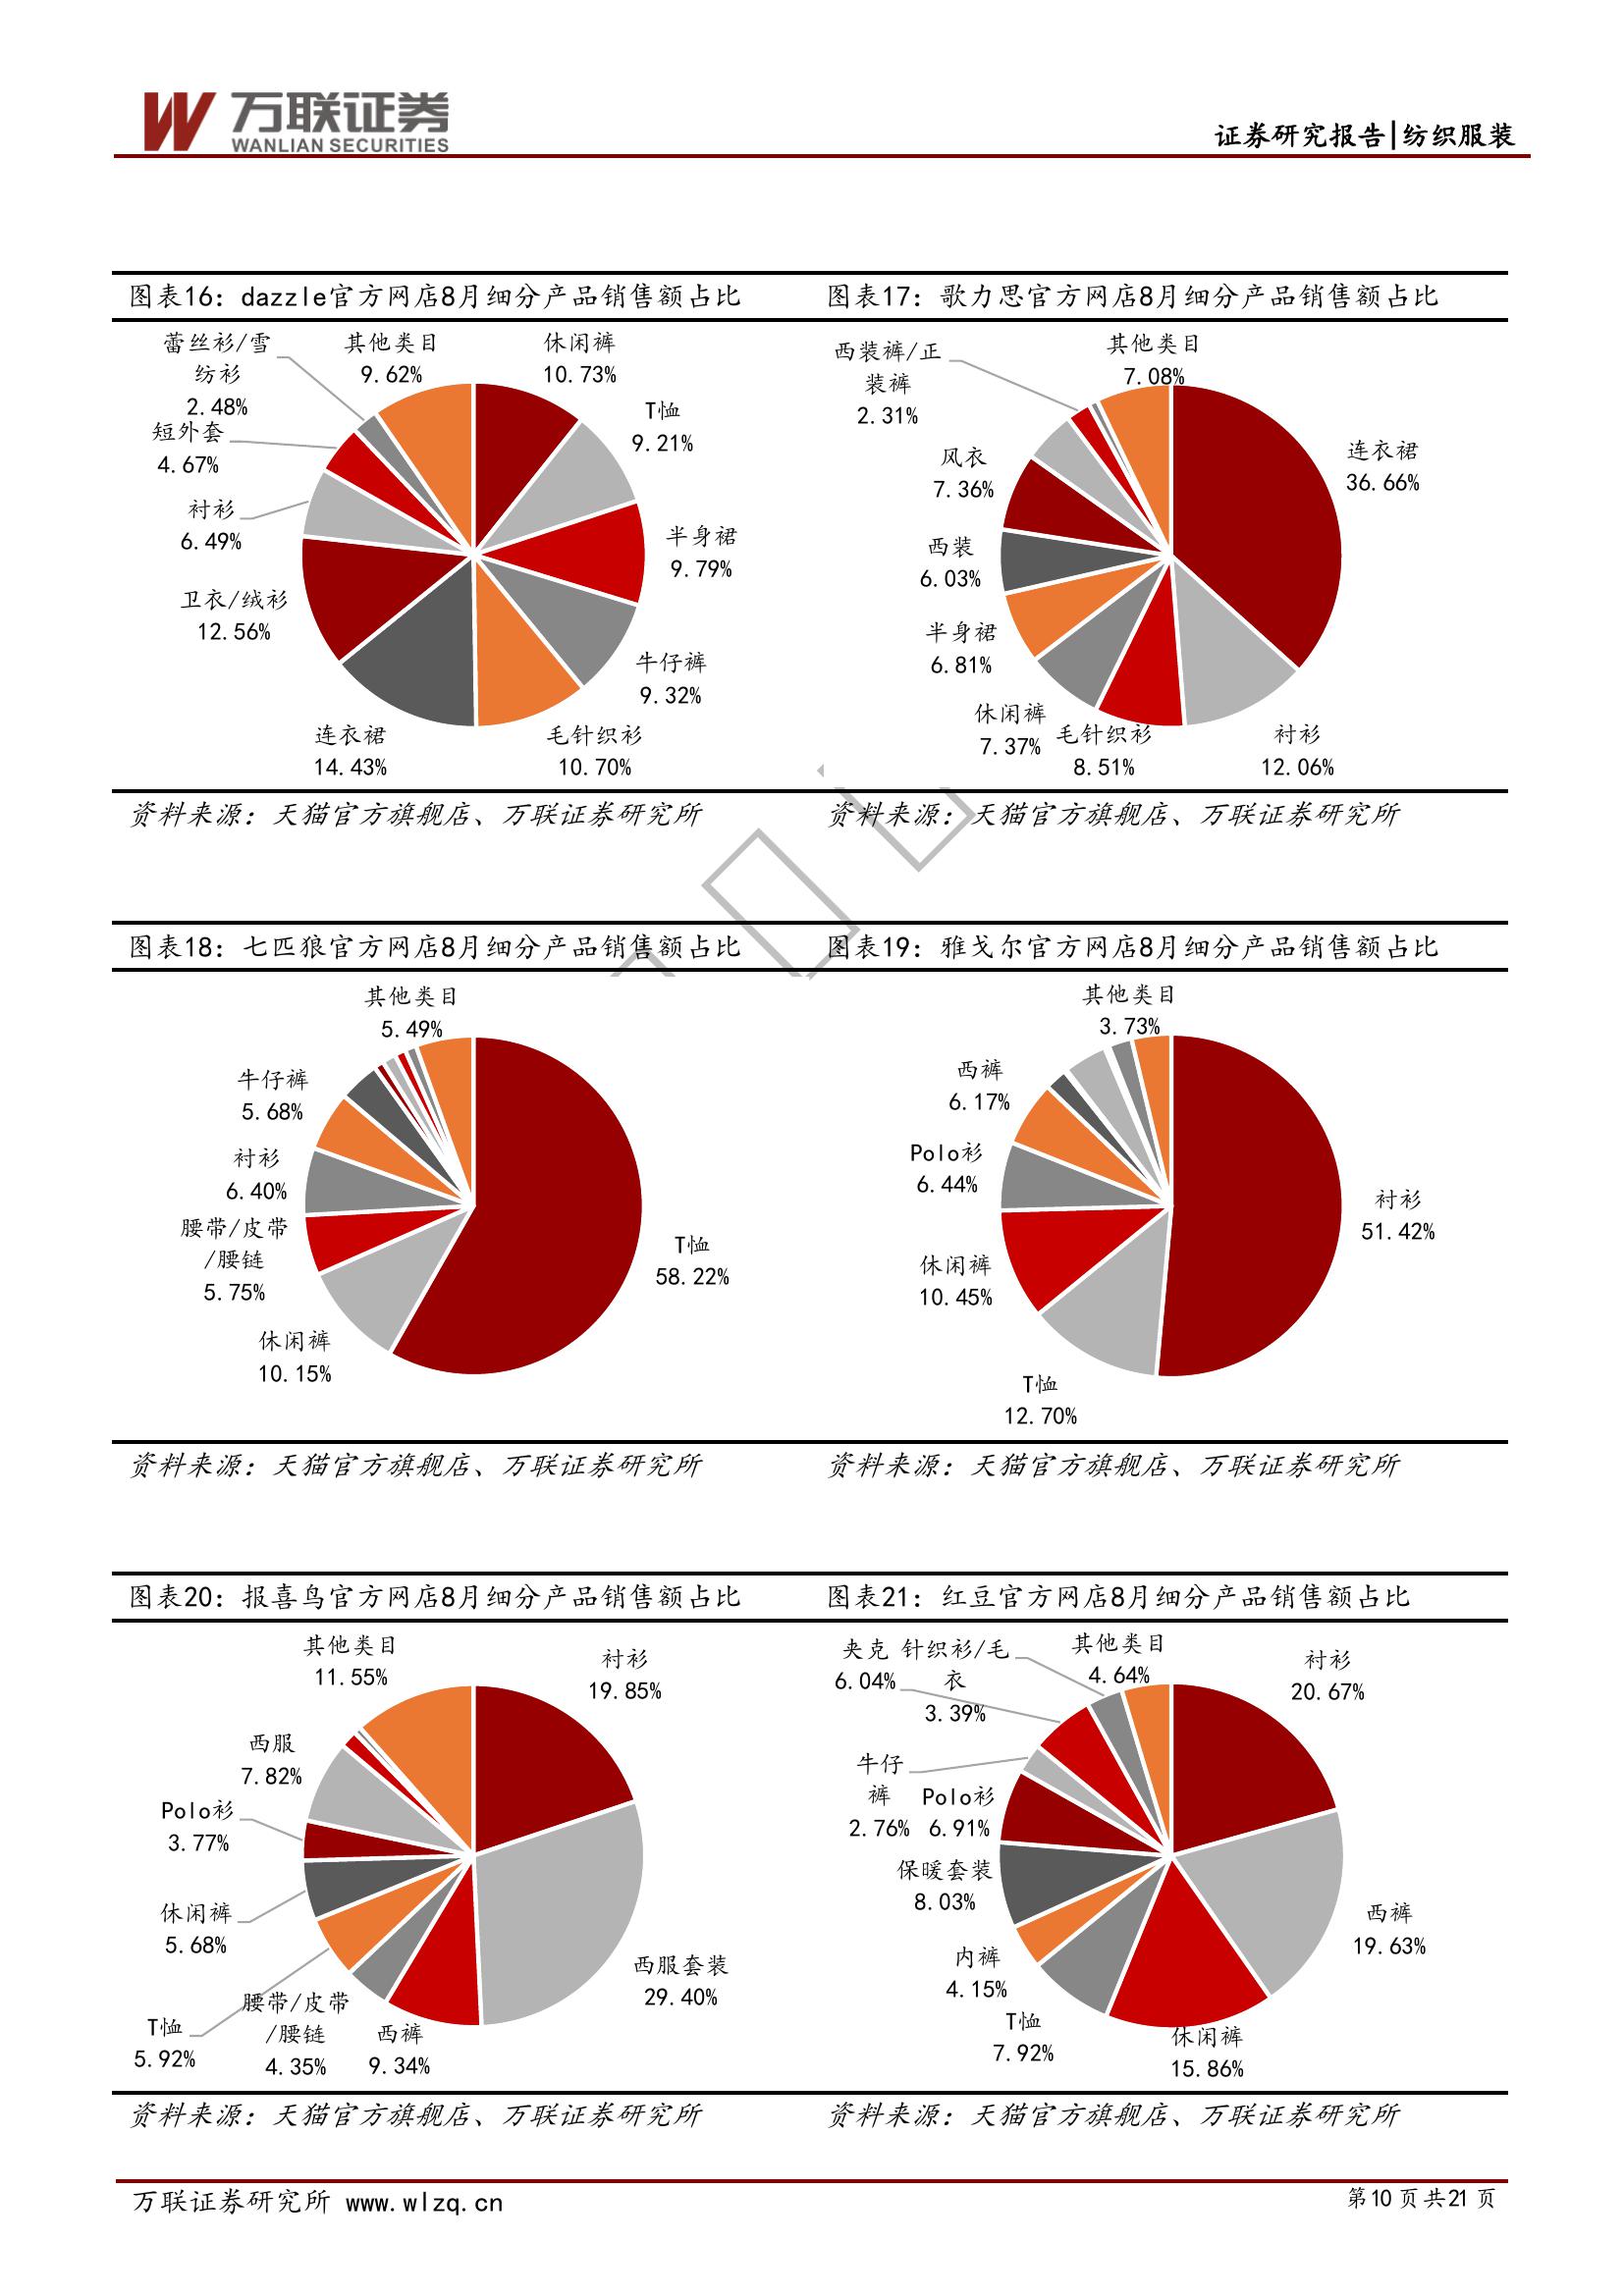 万联证券
WANLIAN SECURITIES
证券研究报告|纺织服装
图表16：dazzle官方网店8月细分产品销售额占比
蕾丝衫/雪
纺衫
2.48%
其他类目
9.62%
休闲裤
10.73%
T恤
9.21%
短外套
4.67%
衬衫
6.49%
半身裙
9.79%
卫衣/绒衫
12.56%
牛仔裤
9.32%
连衣裙
14.43%
毛针织衫
10.70%
资料来源：天猫官方旗舰店、万联证券研究所
图表17：歌力思官方网店8月细分产品销售额占比
西装裤/正
装裤
2.31%
其他类目
7.08%
连衣裙
36.66%
风衣
7.36%
西装
6.03%
半身裙
6.81%
休闲裤
7.37%
毛针织衫
8.51%
衬衫
12.06%
资料来源：天猫官方旗舰店、万联证券研究所
图表18：七匹狼官方网店8月细分产品销售额占比
其他类目
5.49%
牛仔裤
5.68%
衬衫
6.40%
腰带/皮带
/腰链
5.75%
T恤
58.22%
休闲裤
10.15%
资料来源：天猫官方旗舰店、万联证券研究所
图表19：雅戈尔官方网店8月细分产品销售额占比
其他类目
3.73%
西裤
6.17%
Polo衫
6.44%
衬衫
51.42%
休闲裤
10.45%
T恤
12.70%
资料来源：天猫官方旗舰店、万联证券研究所
图表20：报喜鸟官方网店8月细分产品销售额占比
其他类目
11.55%
衬衫
19.85%
西服
7.82%
Polo衫
3.77%
休闲裤
5.68%
西服套装
29.40%
T恤
5.92%
腰带/皮带
/腰链
4.35%
西裤
9.34%
资料来源：天猫官方旗舰店、万联证券研究所
图表21：红豆官方网店8月细分产品销售额占比
夹克
6.04%
针织衫/毛
衣
3.39%
其他类目
4.64%
衬衫
20.67%
牛仔
裤
2.76%
Polo衫
6.91%
保暖套装
8.03%
西裤
19.63%
内裤
4.15%
T恤
7.92%
休闲裤
15.86%
资料来源：天猫官方旗舰店、万联证券研究所
万联证券研究所 www.wlzq.cn
第10页共21页